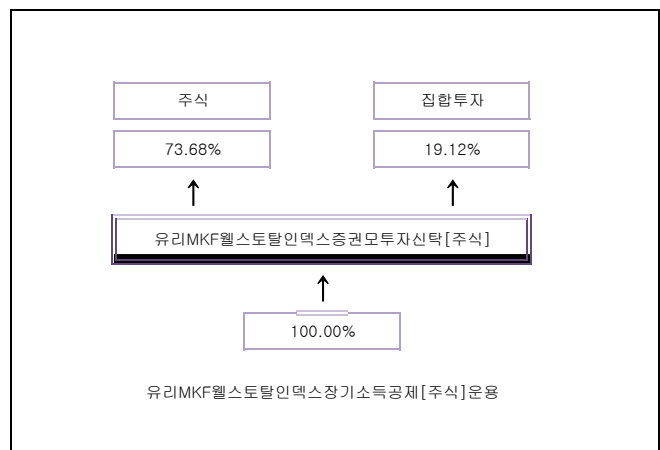 주식
집합투자
73.68%
19.12%
유리MKF웰스토탈인덱스증권모투자신탁[주식]
100.00%
유리MKF웰스토탈인덱스장기소득공제[주식]운용